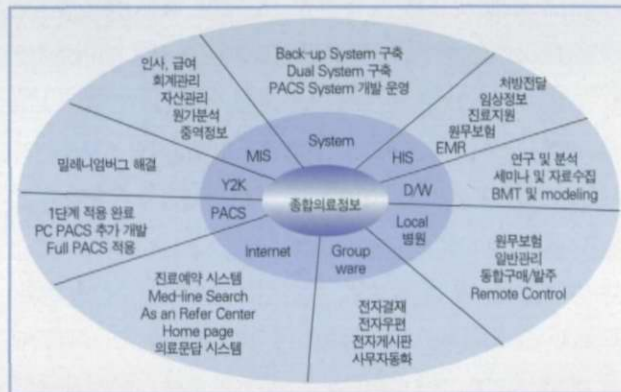 Back-up System 구축
Dual System 구축
PACS System 개발 운영
인사, 급여
회계관리
자산관리
원가분석
중역정보
처방전달
임상정보
진료지원
원무보험
EMR
System
MIS
HIS
밀레니엄버그 해결
Y2K
D/W
연구 및 분석
세미나 및 자료수집
BMT 및 modeling
종합의료정보
1단계 적용 완료
PC PACS 추가 개발
Full PACS 적용
PACS
Local
병원
Internet
Group
ware
원무보험
일반관리
통합구매/발주
Remote Control
진료예약 시스템
Med-line Search
As an Refer Center
Home page
의료문답 시스템
전자결재
전자우편
전자게시판
사무자동화